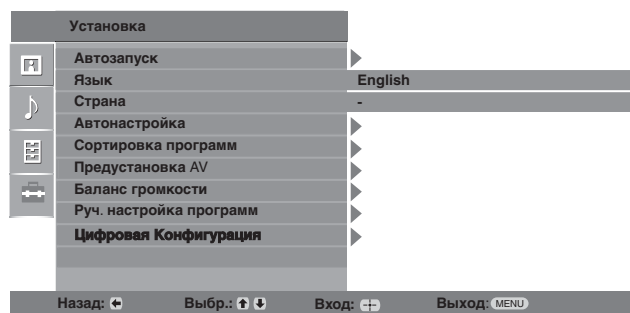 Установка
Автозапуск
Язык English
Страна -
Автонастройка
Сортировка программ
Предустановка AV
Баланс громкости
Руч. настройка программ
Цифровая Конфигурация
Назад: Выбр.: Вход: Выход: MENU